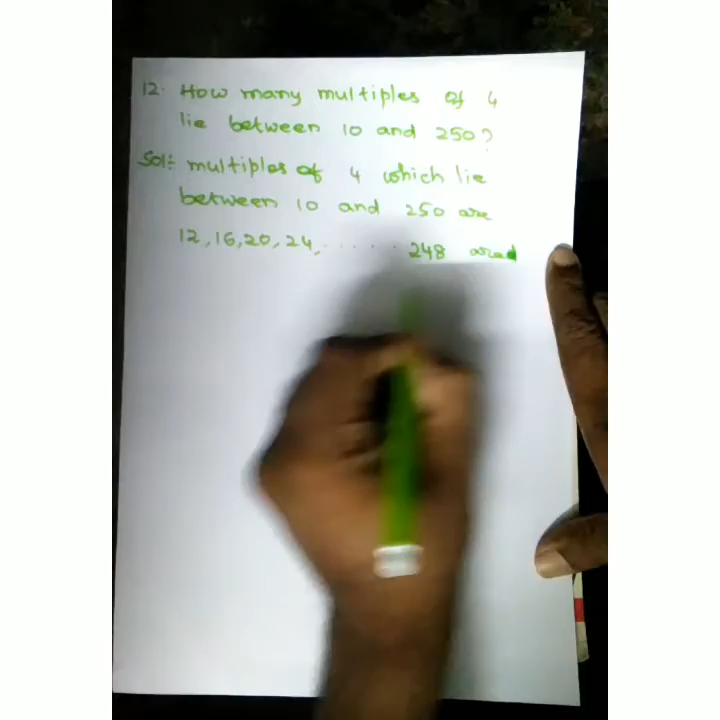 12. How many multiples of 4
lie between 10 and 250?
Sol:- multiples of 4 which lie
between 10 and 250 are
12, 16, 20, 24, ..... 248